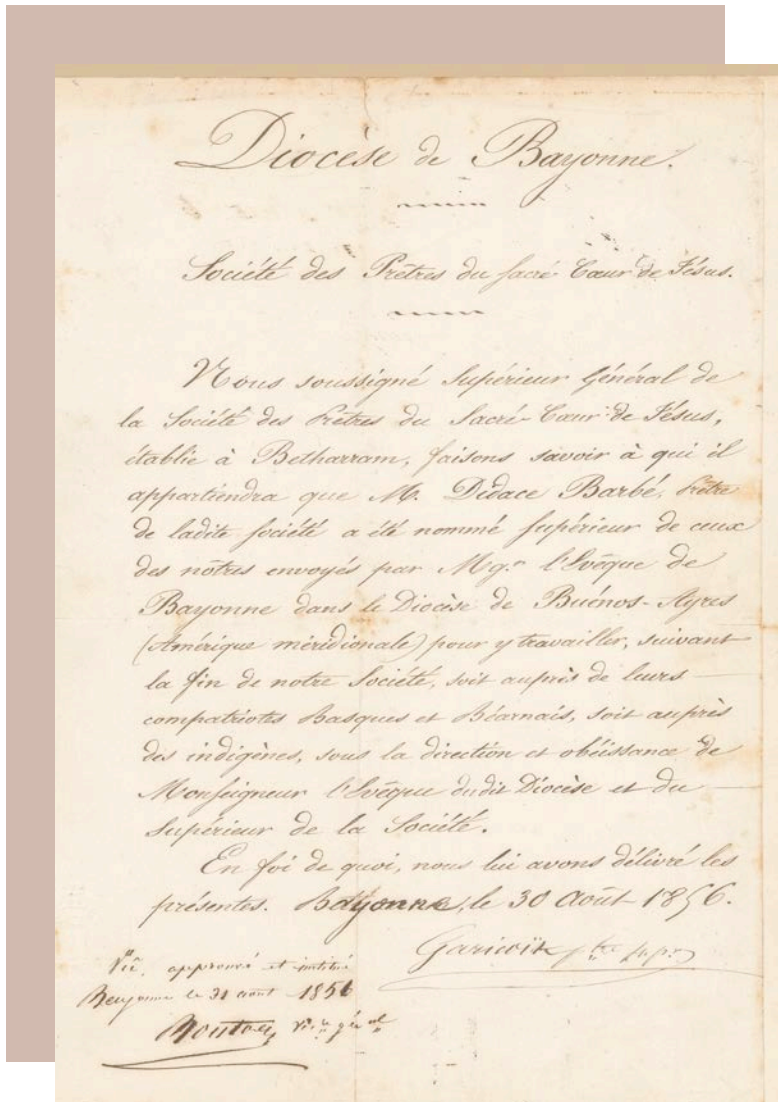 Diocèse de Bayonne.
Société des Prêtres du Sacré Cœur de Jésus.
Nous soussigné Supérieur Général de
la Société des Prêtres du Sacré-Cœur de Jésus,
établie à Betharram, faisons savoir à qui il
appartiendra que M. Didace Barbé, Prêtre
de ladite Société a été nommé Supérieur de ceux
des nôtres envoyés par Mgr. l'Evêque de
Bayonne dans le Diocèse de Buénos-Ayres
(Amérique méridionale) pour y travailler, suivant
la fin de notre Société, soit auprès de leurs
compatriotes Basques et Béarnais, soit auprès
des indigènes, sous la direction et obéissance de
Monseigneur l'Evêque dudit Diocèse et du
Supérieur de la Société.
En foi de quoi, nous lui avons délivré les
présentes. Bayonne, le 30 Août 1856.
Garicoïts ptre supr
Vu, approuvé et institué
Bayonne le 31 août 1856
vic. gén.